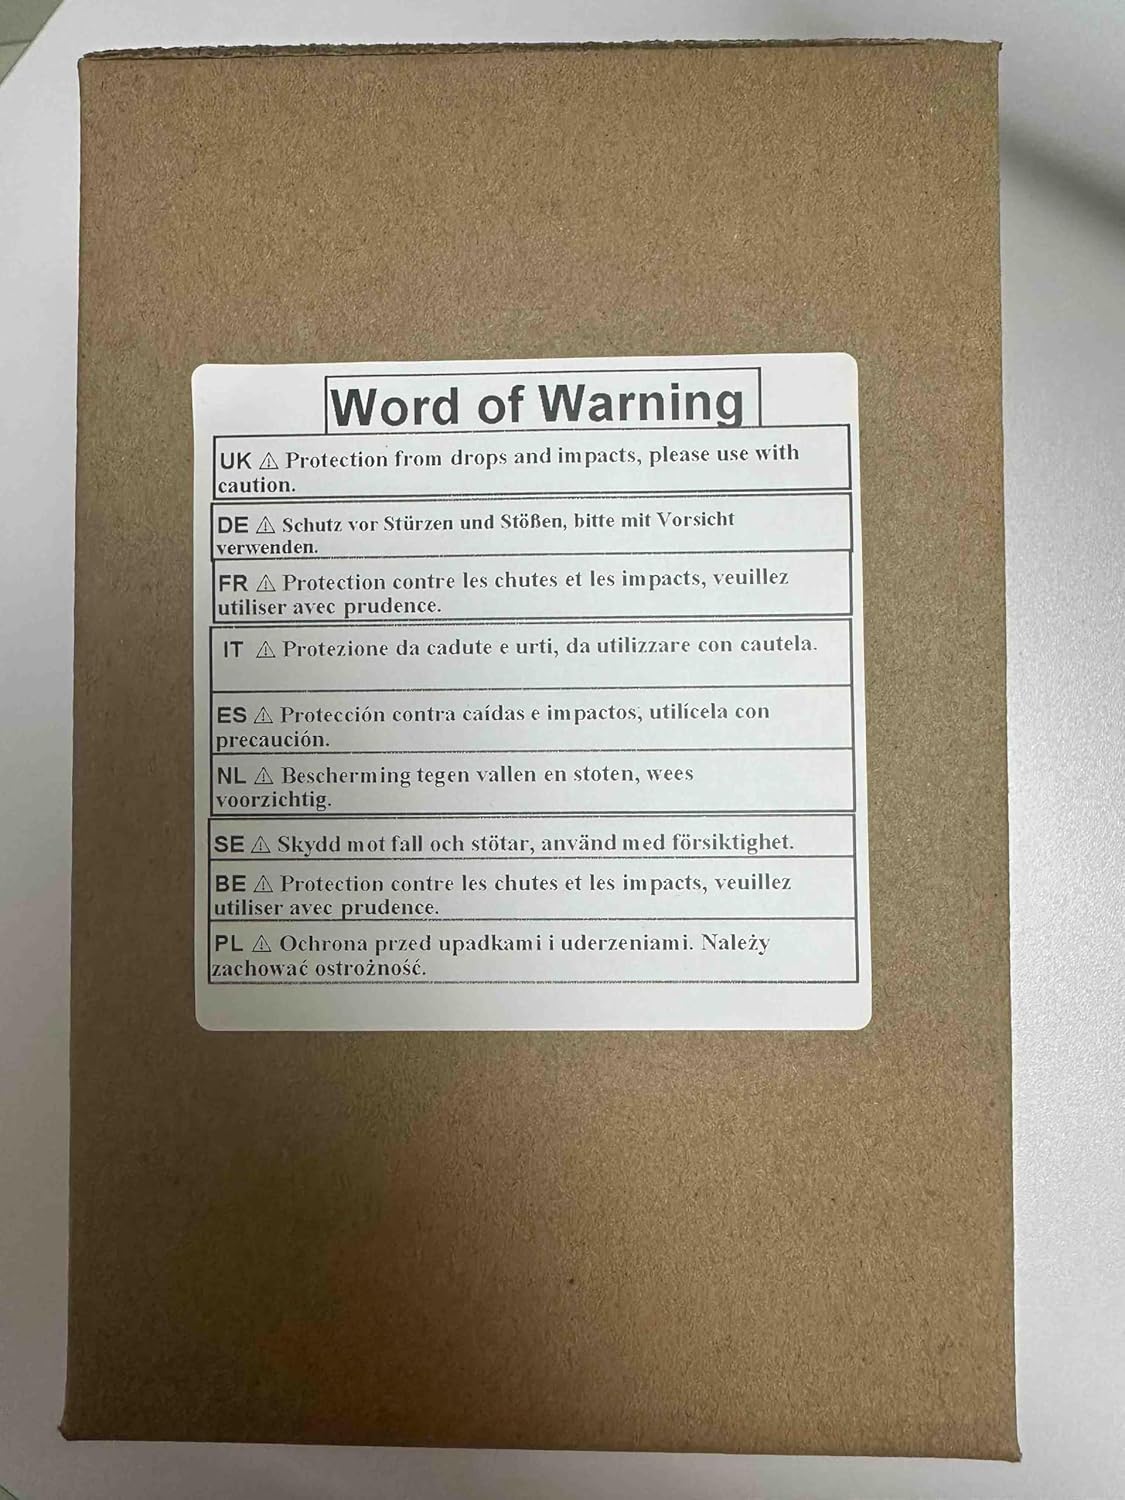 Word of Warning
UK ⚠ Protection from drops and impacts, please use with
caution.
DE ⚠ Schutz vor Stürzen und Stößen, bitte mit Vorsicht
verwenden.
FR ⚠ Protection contre les chutes et les impacts, veuillez
utiliser avec prudence.
IT ⚠ Protezione da cadute e urti, da utilizzare con cautela.
ES ⚠ Protección contra caídas e impactos, utilícela con
precaución.
NL ⚠ Bescherming tegen vallen en stoten, wees
voorzichtig.
SE ⚠ Skydd mot fall och stötar, använd med försiktighet.
BE ⚠ Protection contre les chutes et les impacts, veuillez
utiliser avec prudence.
PL ⚠ Ochrona przed upadkami i uderzeniami. Należy
zachować ostrożność.